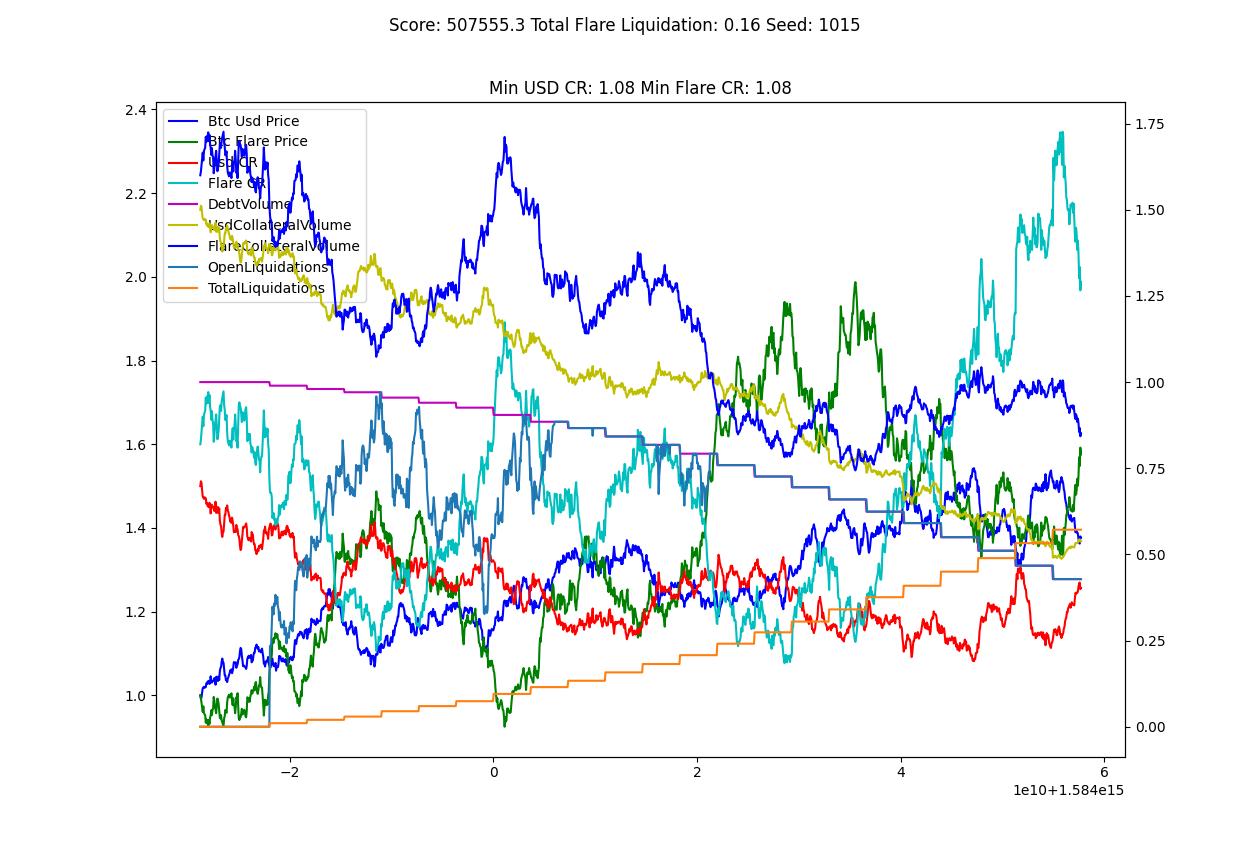 Score: 507555.3 Total Flare Liquidation: 0.16 Seed: 1015
Min USD CR: 1.08 Min Flare CR: 1.08
Btc Usd Price
Btc Flare Price
Usd CR
Flare CR
DebtVolume
UsdCollateralVolume
FlareCollateralVolume
OpenLiquidations
TotalLiquidations
2.4
2.2
2.0
1.8
1.6
1.4
1.2
1.0
1.75
1.50
1.25
1.00
0.75
0.50
0.25
0.00
−2
0
2
4
6
1e10+1.584e15